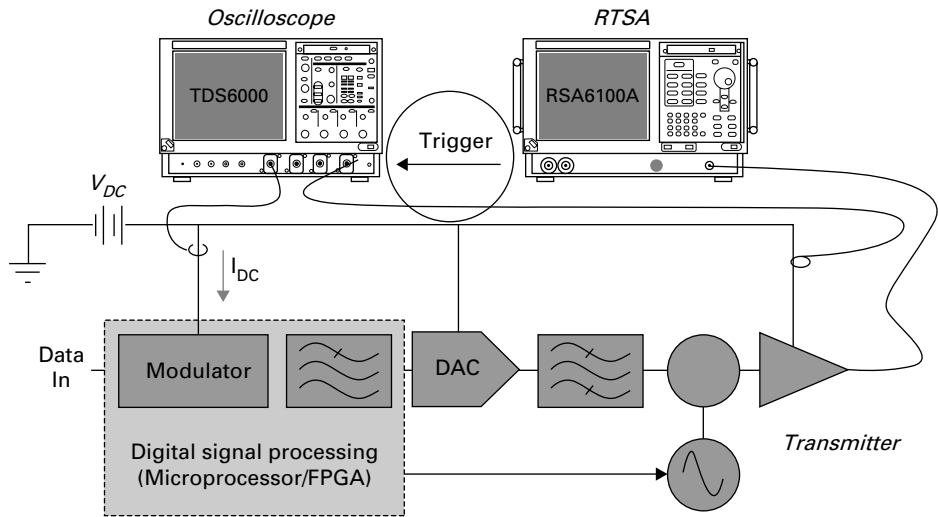 Oscilloscope
RTSA
TDS6000
RSA6100A
Trigger
V_DC
I_DC
Data
In
Modulator
DAC
Digital signal processing
(Microprocessor/FPGA)
Transmitter